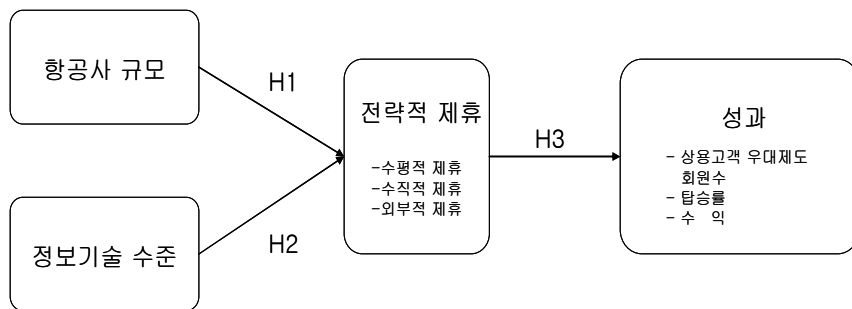 항공사 규모
H1
전략적 제휴
-수평적 제휴
-수직적 제휴
-외부적 제휴
H3
성과
- 상용고객 우대제도
회원수
- 탑승률
- 수 익
정보기술 수준
H2